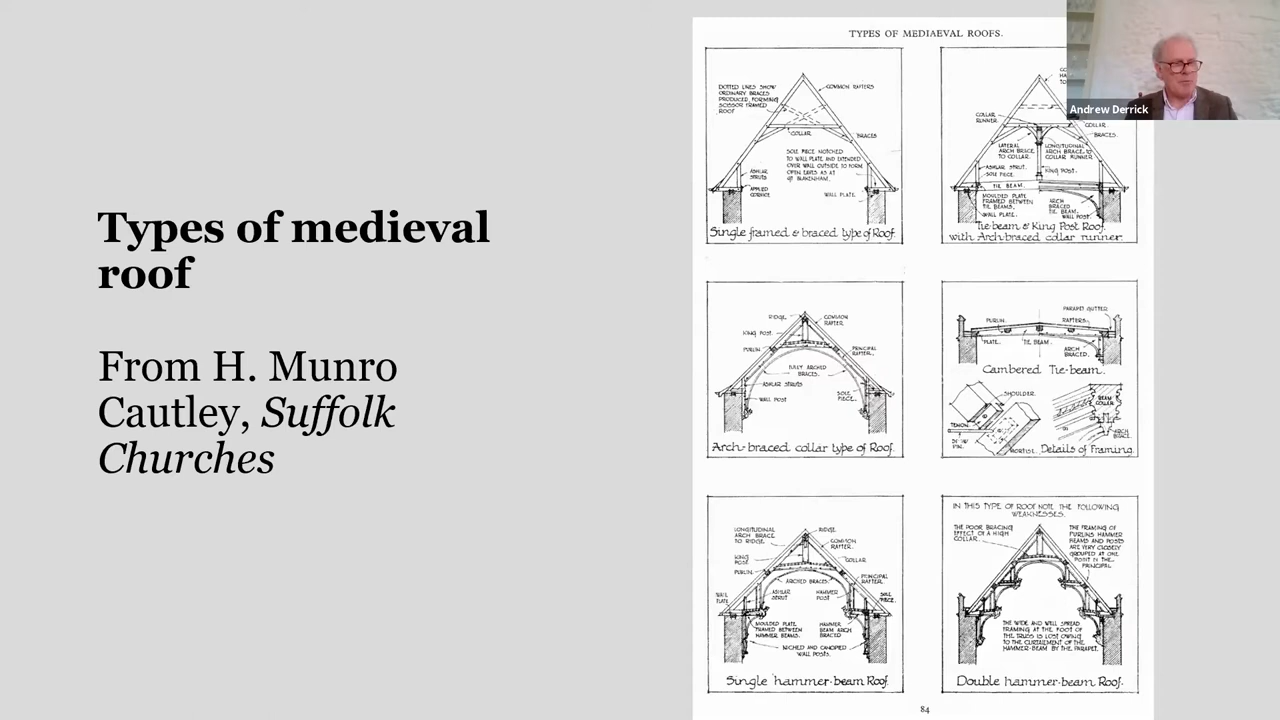 Types of medieval
roof
From H. Munro
Cautley, Suffolk
Churches
TYPES OF MEDIAEVAL ROOFS.
Andrew Derrick
DOTTED LINES SHOW
ORDINARY BRACES
PRODUCED, FORMING
SCISSOR FRAMED
ROOF
COMMON RAFTERS
COLLAR
BRACES
SOLE PIECE NOTCHED
TO WALL PLATE AND EXTENDED
OVER WALL OUTSIDE TO FORM
OPEN EAVES AS AT
GT BLAKENHAM.
ASHLAR
STRUTS
APPLIED
CORNICE
WALL PLATE.
Single framed & braced type of Roof.
COLLAR
RUNNER.
COLLAR.
BRACES.
LATERAL
ARCH BRACE
TO COLLAR.
LONGITUDINAL
ARCH BRACE TO
COLLAR RUNNER
ASHLAR STRUT.
SOLE PIECE.
KING POST.
TIE BEAM.
MOULDED PLATE
FRAMED BETWEEN
TIE BEAMS.
WALL PLATE.
ARCH
BRACED
TIE BEAM.
WALL POST.
Tie-beam & King Post Roof.
with Arch-braced collar runner.
RIDGE.
COMMON
RAFTER.
KING POST.
PURLIN.
PRINCIPAL
RAFTER.
FULLY ARCHED
BRACES.
ASHLAR STRUTS
WALL POST
SOLE
PIECE.
Arch-braced collar type of Roof.
PARAPET GUTTER.
PURLIN.
RAFTERS.
PLATE.
TIE BEAM.
ARCH
BRACED.
Cambered Tie-beam.
SHOULDER.
TENON.
MORTISE.
BEAM
COLLAR
ARCH
BRACE.
Details of Framing.
LONGITUDINAL
ARCH BRACE
TO RIDGE.
RIDGE.
COMMON
RAFTER.
KING
POST.
COLLAR.
PURLIN.
PRINCIPAL
RAFTER.
ARCHED BRACES.
WALL
PLATE
ASHLAR
STRUT
HAMMER
POST
SOLE
PIECE.
MOULDED PLATE
FRAMED BETWEEN
HAMMER BEAMS.
HAMMER
BEAM ARCH
BRACED
NICHED AND CANOPIED
WALL POSTS.
Single hammer-beam Roof.
IN THIS TYPE OF ROOF NOTE THE FOLLOWING
WEAKNESSES.
THE POOR BRACING
EFFECT OF A HIGH
COLLAR.
THE FRAMING OF
PURLINS HAMMER
BEAMS AND POSTS
ARE VERY CLOSELY
GROUPED AT ONE
POINT IN THE
PRINCIPAL
THE WIDE AND WELL SPREAD
FRAMING AT THE FOOT OF
THE TRUSS IS LOST OWING
TO THE CURTAILMENT OF THE
HAMMER-BEAM BY THE PARAPET.
Double hammer-beam Roof.
84